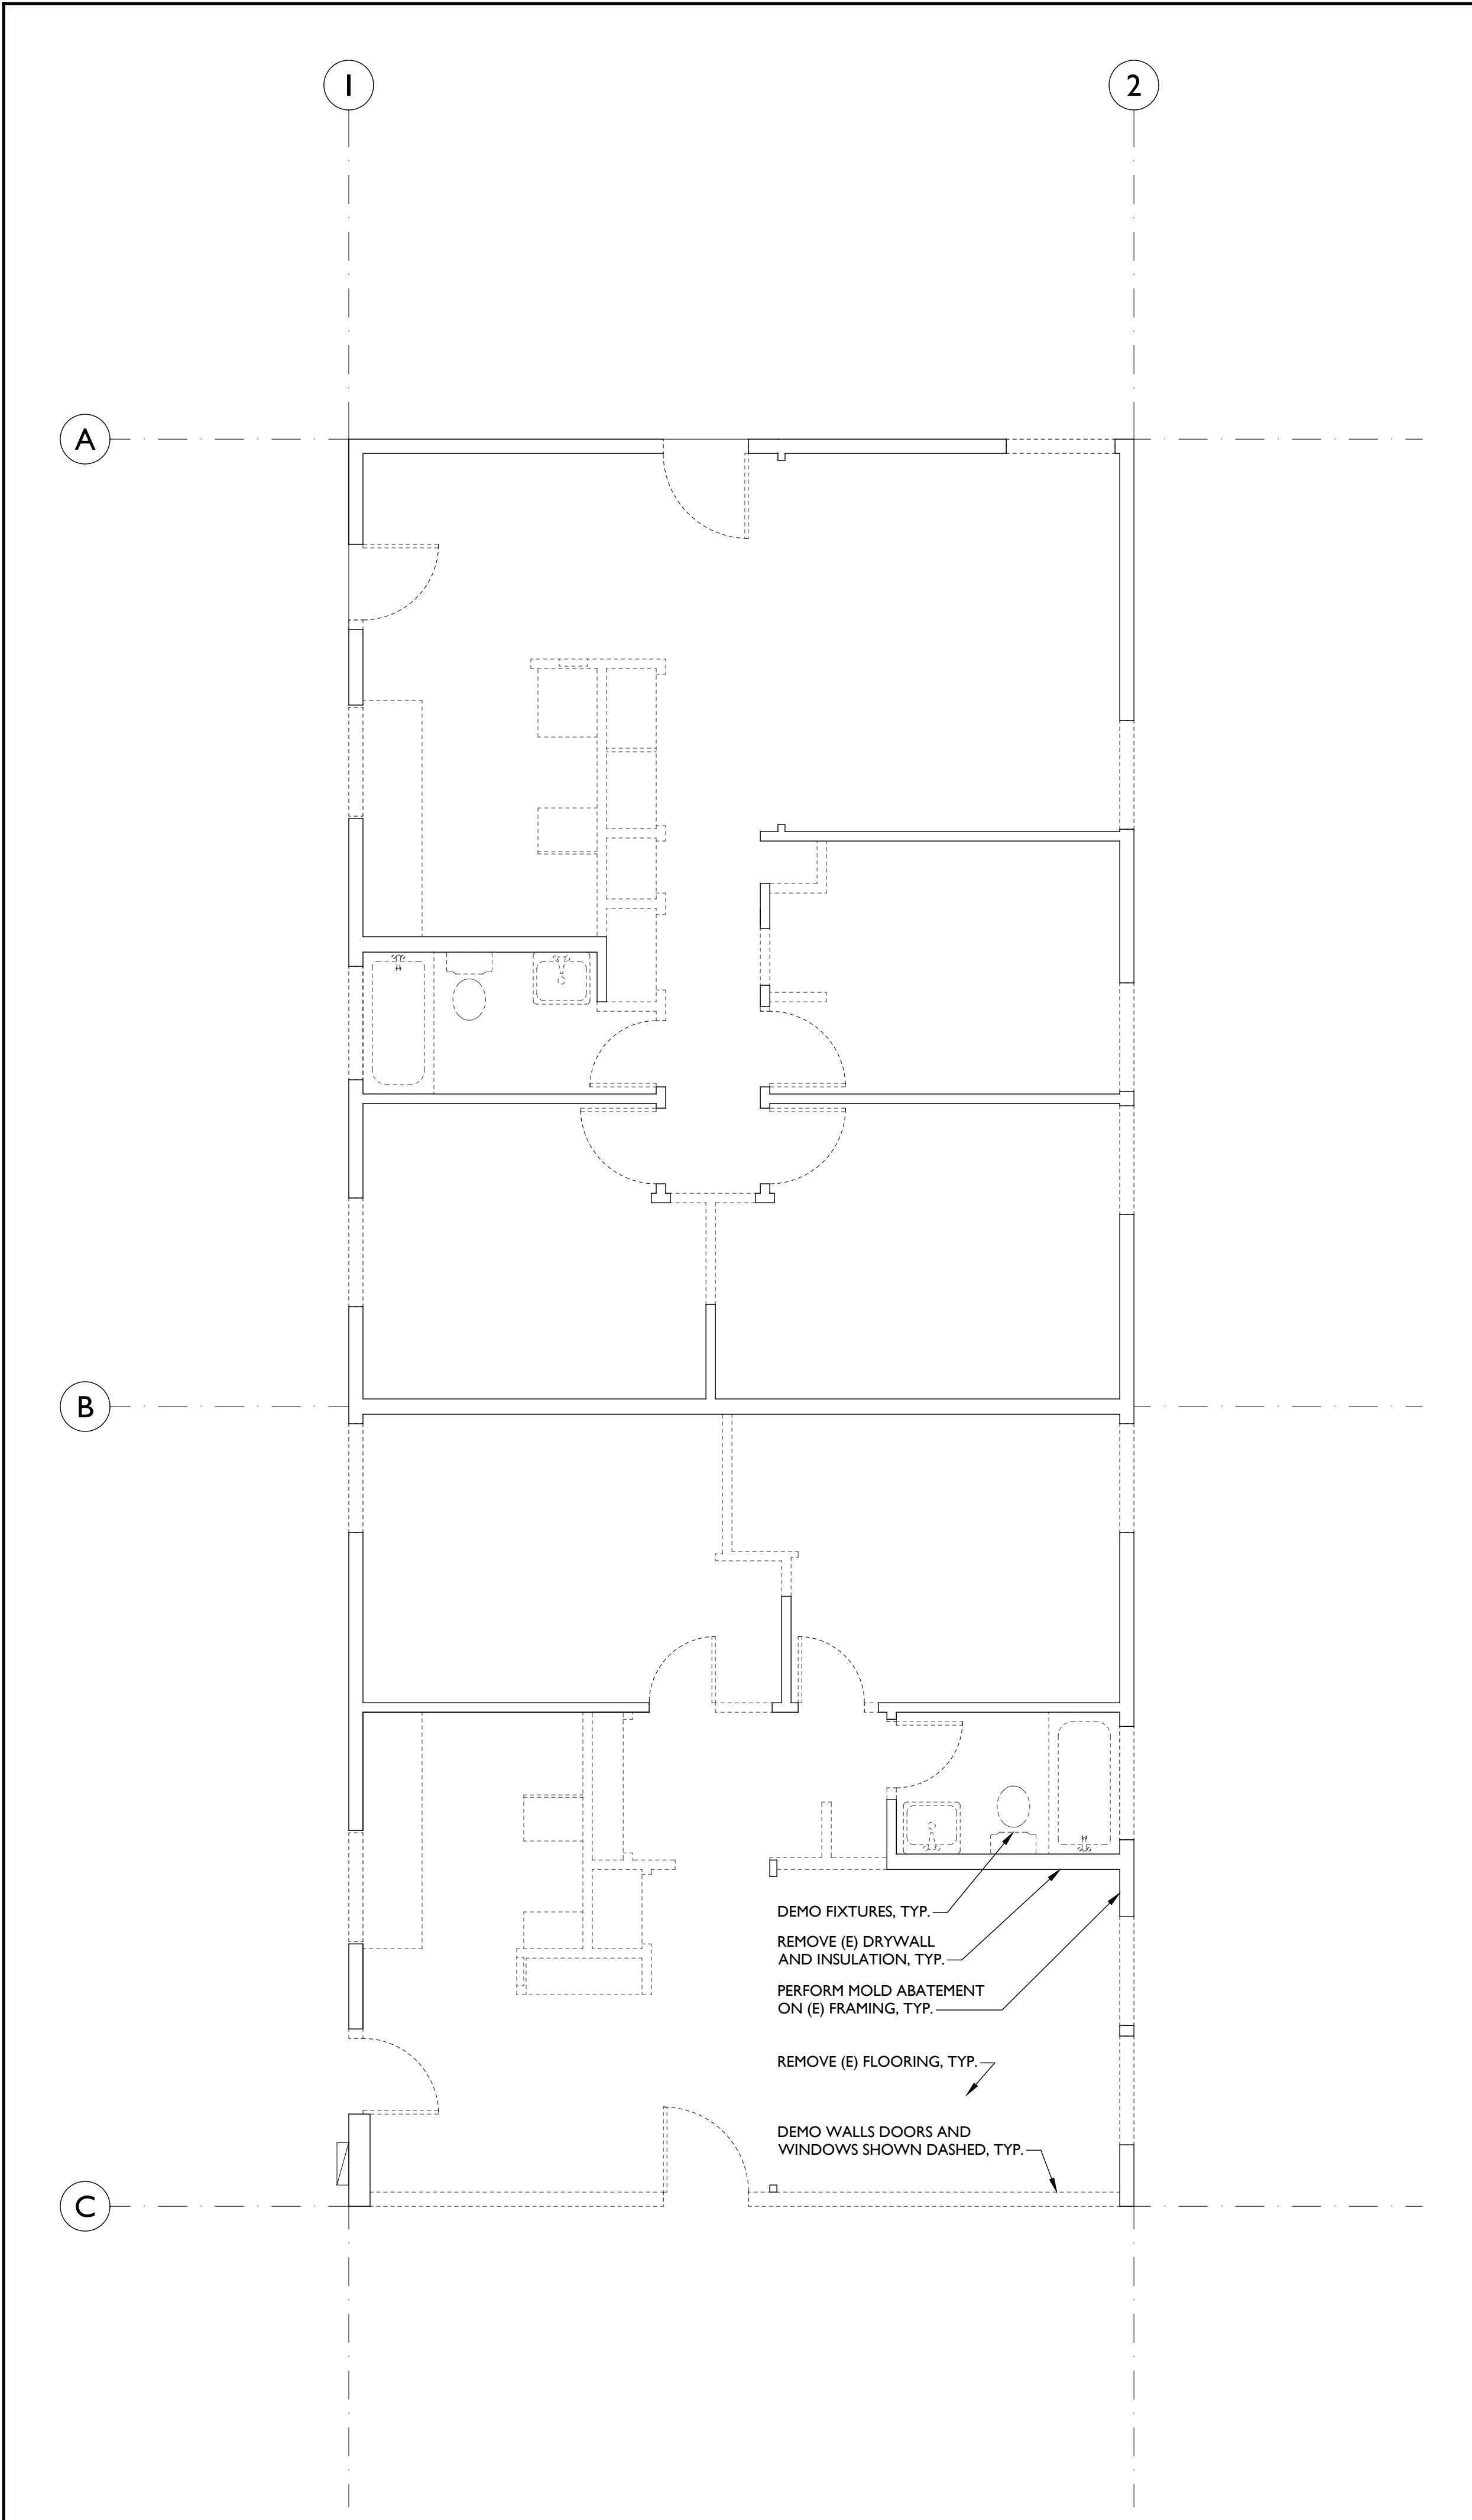 1
2
A
B
DEMO FIXTURES, TYP.
REMOVE (E) DRYWALL
AND INSULATION, TYP.
PERFORM MOLD ABATEMENT
ON (E) FRAMING, TYP.
REMOVE (E) FLOORING, TYP.
DEMO WALLS DOORS AND
WINDOWS SHOWN DASHED, TYP.
C